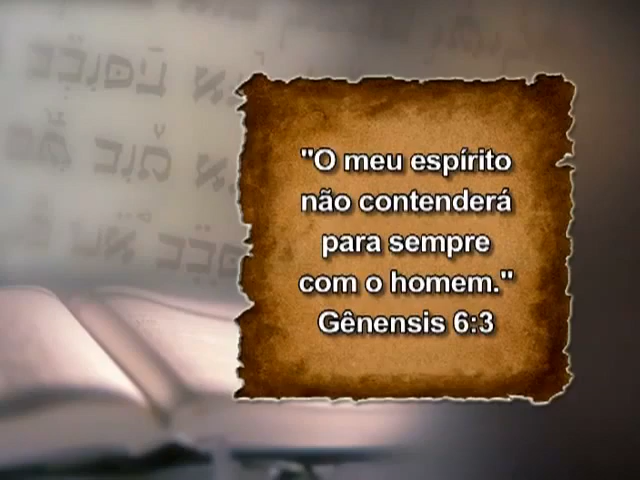 "O meu espírito
não contenderá
para sempre
com o homem."
Gênensis 6:3